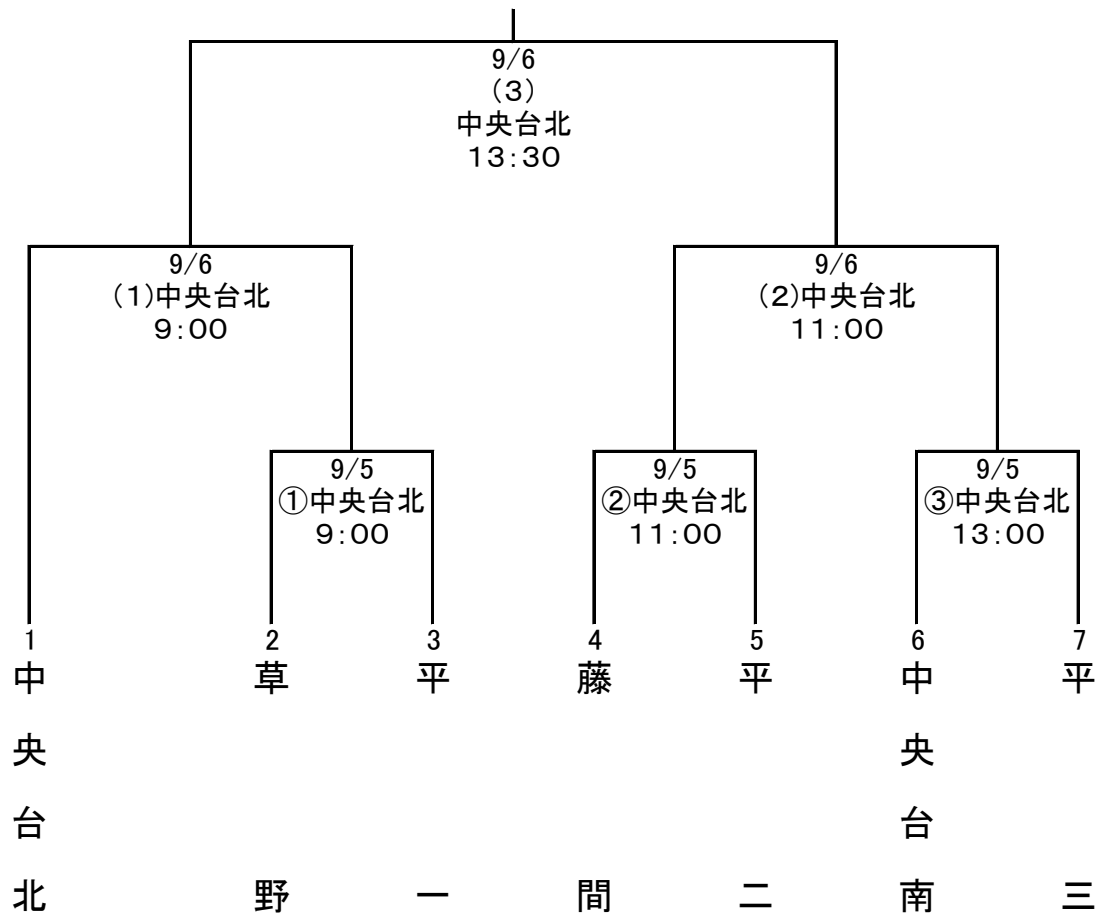 9/6
(3)
中央台北
13:30
9/6
(1)中央台北
9:00
9/6
(2)中央台北
11:00
9/5
①中央台北
9:00
9/5
②中央台北
11:00
9/5
③中央台北
13:00
1
中央台北
2
草野
3
平一
4
藤間
5
平二
6
中央台南
7
平三